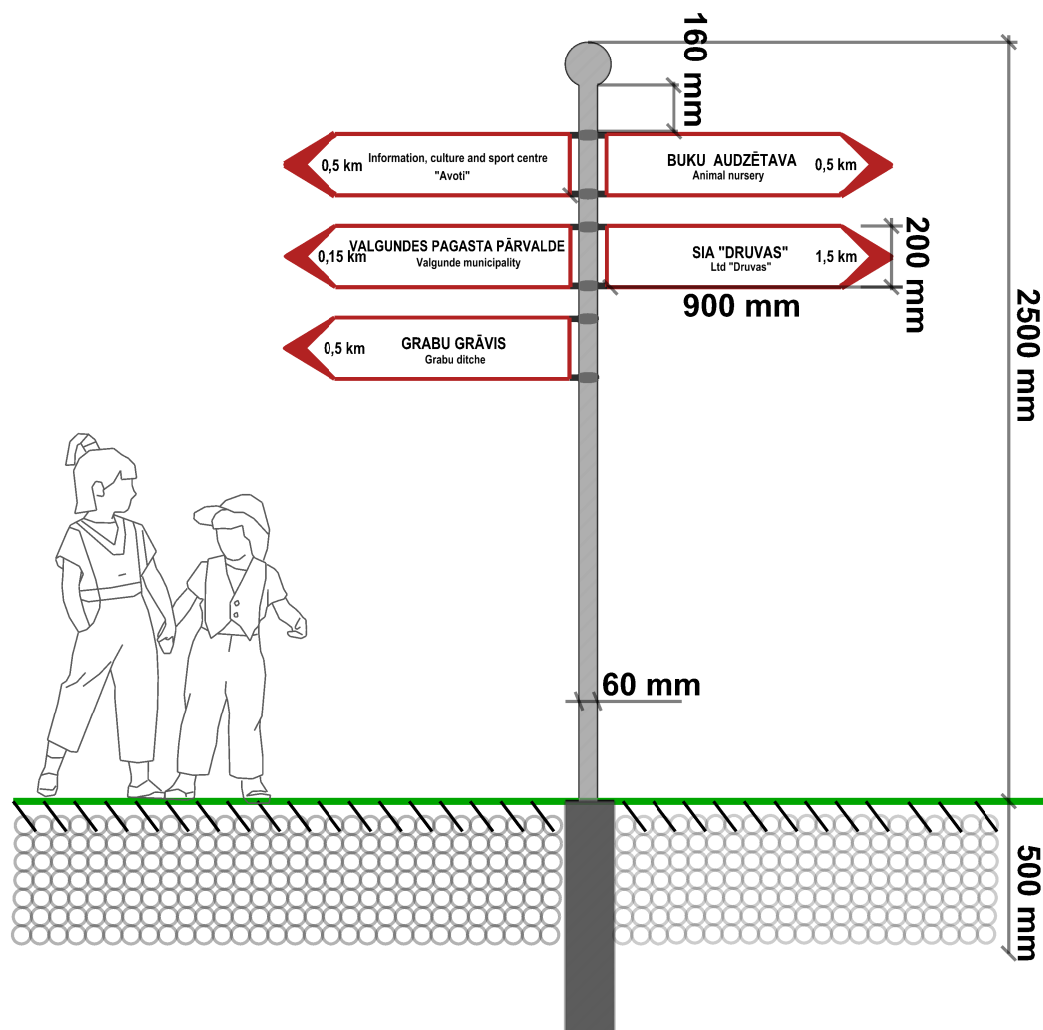 160 mm
0,5 km
Information, culture and sport centre
"Avoti"
BUKU AUDZĒTAVA
Animal nursery
0,5 km
0,15 km
VALGUNDES PAGASTA PĀRVALDE
Valgunde municipality
SIA "DRUVAS"
Ltd "Druvas"
1,5 km
200 mm
900 mm
2500 mm
0,5 km
GRABU GRĀVIS
Grabu ditche
60 mm
500 mm